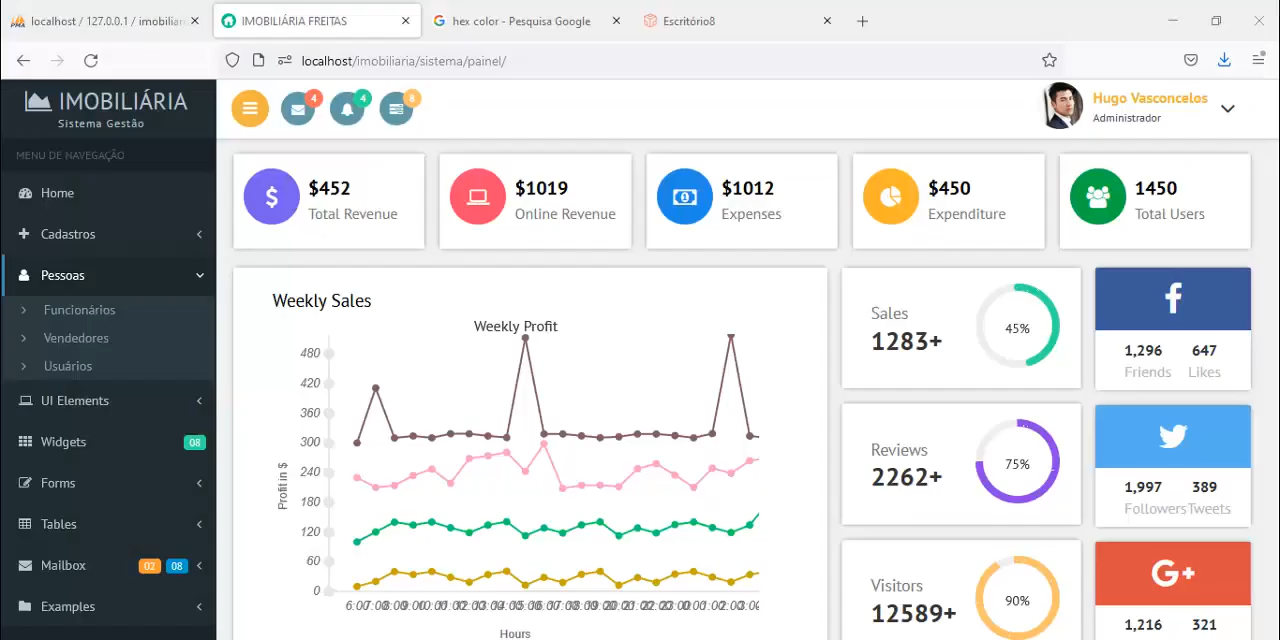 localhost / 127.0.0.1 / imobiliar
IMOBILIÁRIA FREITAS
hex color - Pesquisa Google
Escritório8
localhost/imobiliaria/sistema/painel/
IMOBILIÁRIA
Sistema Gestão
4
4
8
Hugo Vasconcelos
Administrador
MENU DE NAVEGAÇÃO
Home
Cadastros
Pessoas
Funcionários
Vendedores
Usuários
UI Elements
Widgets
08
Forms
Tables
Mailbox
02 08
Examples
$452
Total Revenue
$1019
Online Revenue
$1012
Expenses
$450
Expenditure
1450
Total Users
Weekly Sales
Weekly Profit
480
420
360
300
240
180
120
60
0
Profit in $
Hours
Sales
1283+
45%
Reviews
2262+
75%
Visitors
12589+
90%
1,296 647
Friends Likes
1,997 389
Followers Tweets
G+
1,216 321